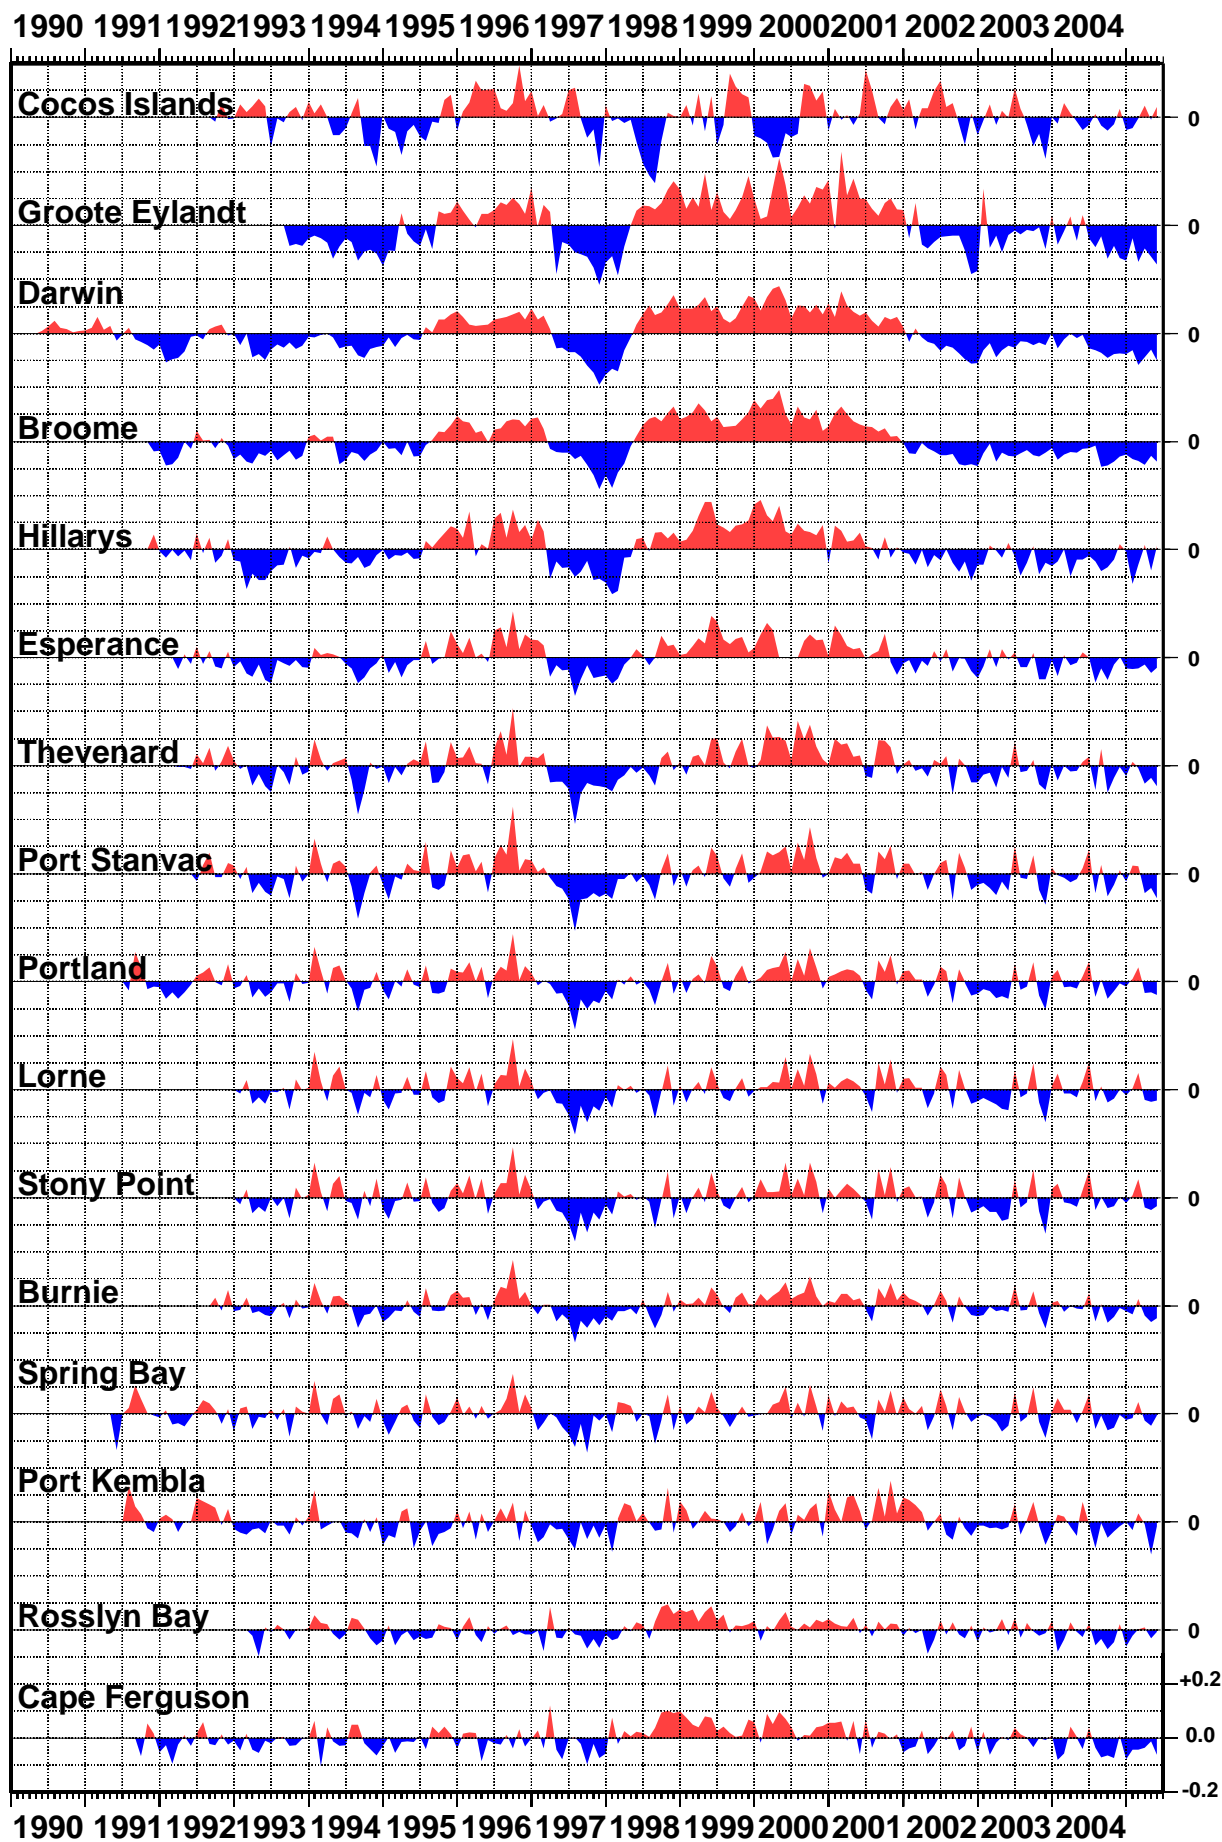 1990 1991 1992 1993 1994 1995 1996 1997 1998 1999 2000 2001 2002 2003 2004
Cocos Islands 0
Groote Eylandt 0
Darwin 0
Broome 0
Hillarys 0
Esperance 0
Thevenard 0
Port Stanvac 0
Portland 0
Lorne 0
Stony Point 0
Burnie 0
Spring Bay 0
Port Kembla 0
Rosslyn Bay 0
+0.2
Cape Ferguson 0.0
-0.2
1990 1991 1992 1993 1994 1995 1996 1997 1998 1999 2000 2001 2002 2003 2004